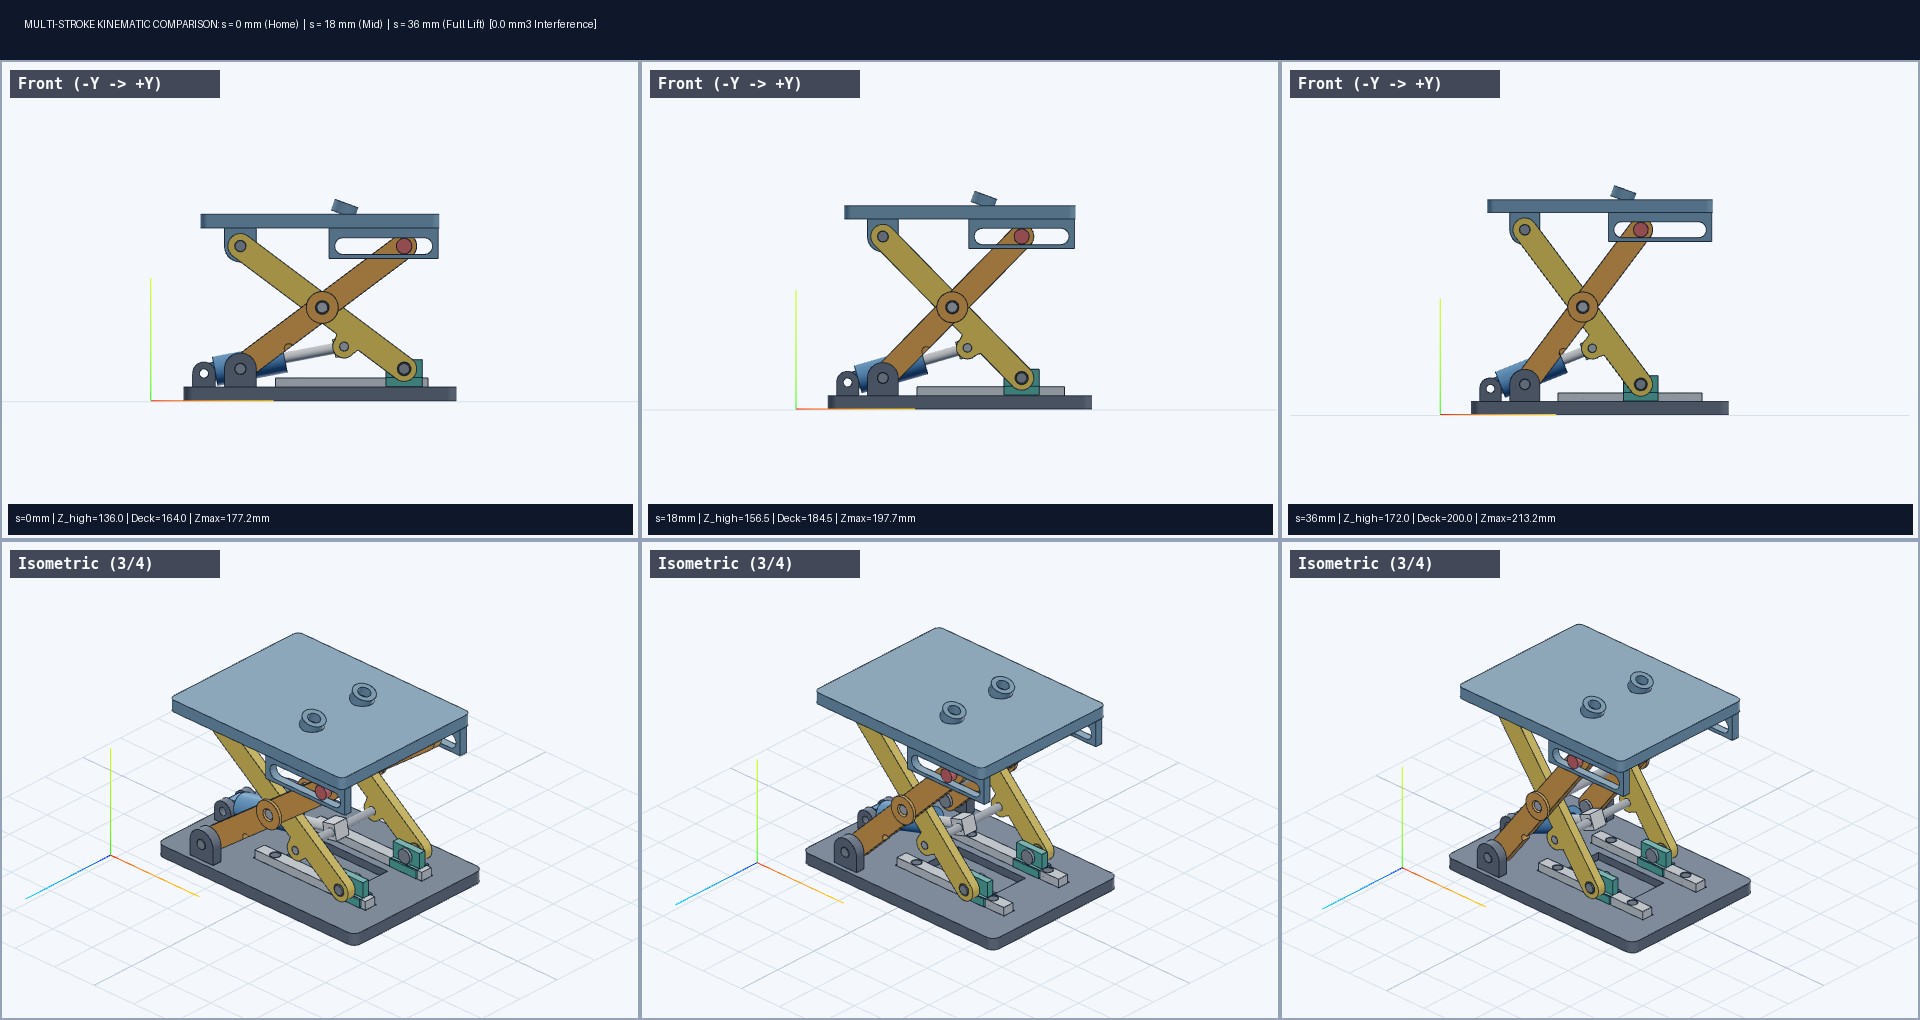 MULTI-STROKE KINEMATIC COMPARISON: s = 0 mm (Home) | s = 18 mm (Mid) | s = 36 mm (Full Lift) [0.0 mm3 Interference]
Front (-Y -> +Y)
Front (-Y -> +Y)
Front (-Y -> +Y)
s=0mm | Z_high=136.0 | Deck=164.0 | Zmax=177.2mm
s=18mm | Z_high=156.5 | Deck=184.5 | Zmax=197.7mm
s=36mm | Z_high=172.0 | Deck=200.0 | Zmax=213.2mm
Isometric (3/4)
Isometric (3/4)
Isometric (3/4)